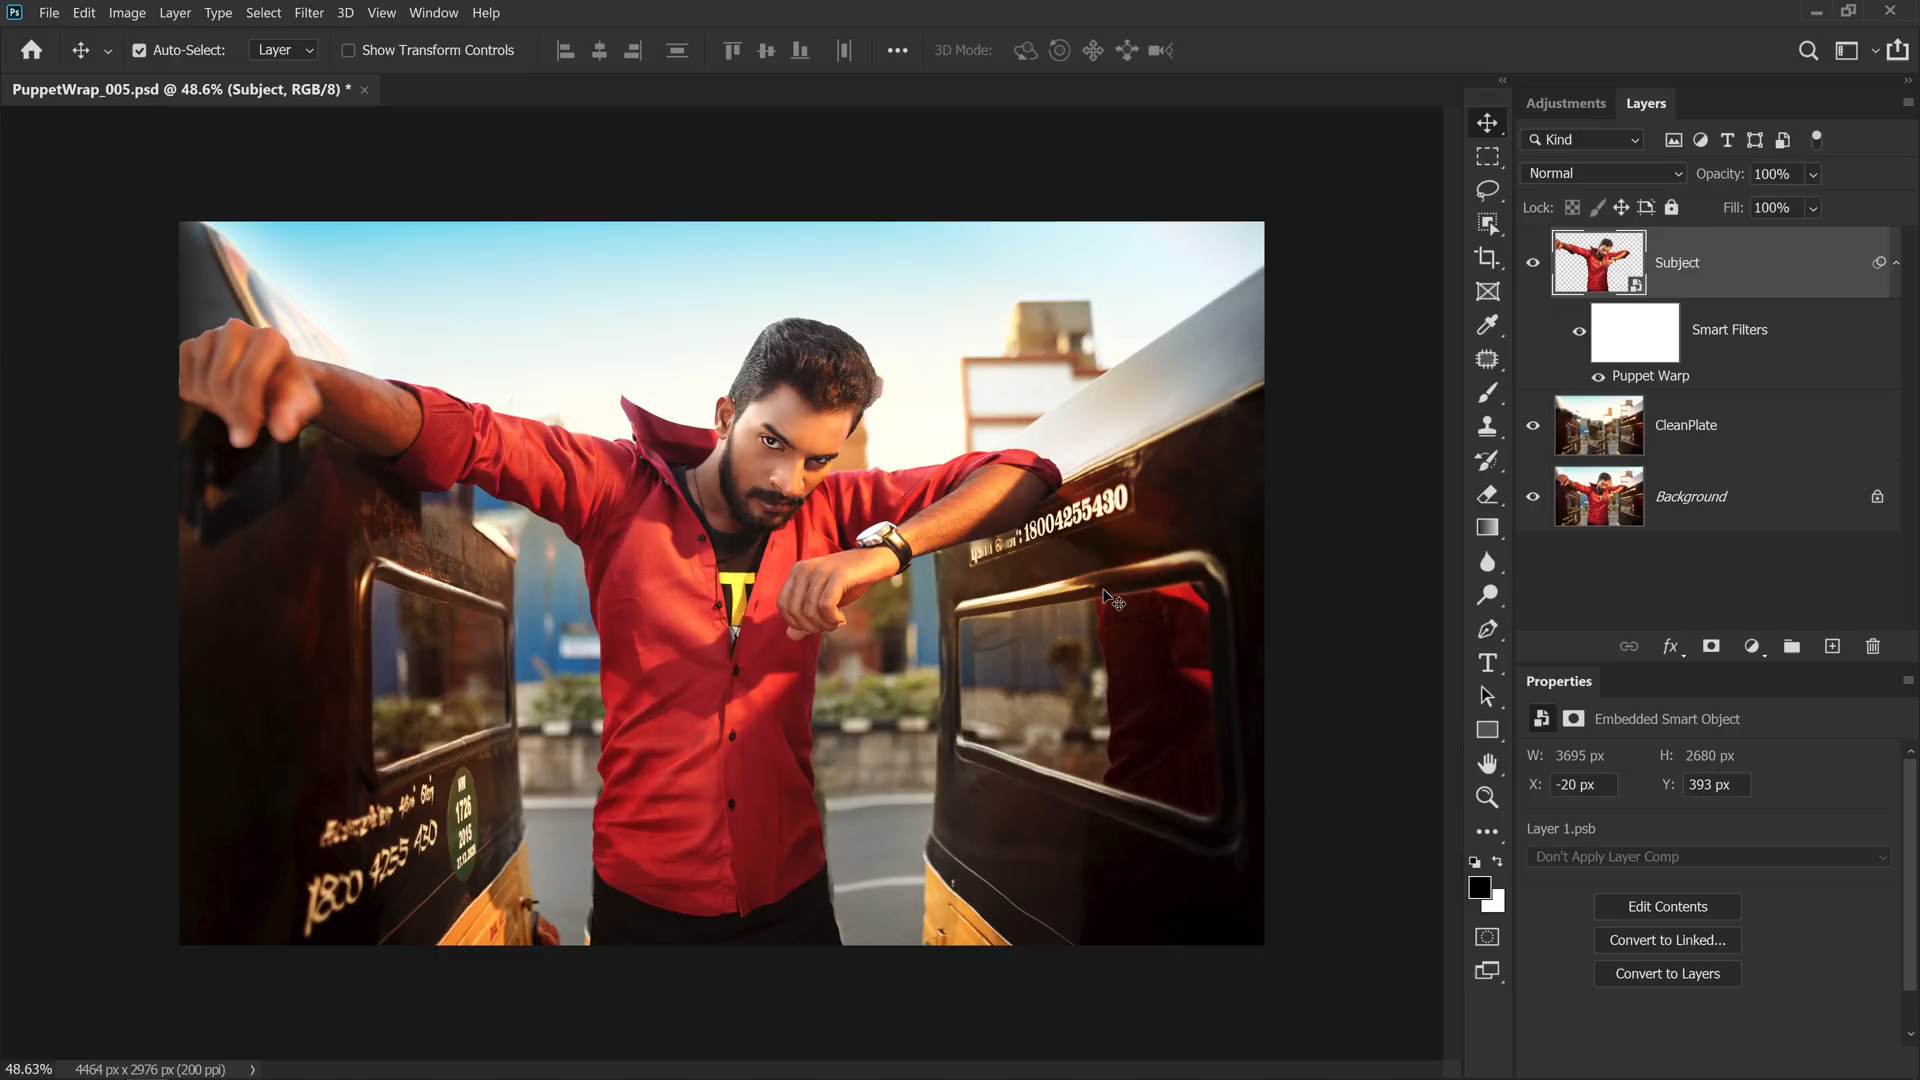 Ps File Edit Image Layer Type Select Filter 3D View Window Help
Auto-Select: Layer Show Transform Controls 3D Mode:
PuppetWrap_005.psd @ 48.6% (Subject, RGB/8) *
18004255430
1800 4255 430
1726
2015
Adjustments Layers
Kind
Normal Opacity: 100%
Lock: Fill: 100%
Subject
Smart Filters
Puppet Warp
CleanPlate
Background
fx
Properties
Embedded Smart Object
W: 3695 px H: 2680 px
X: -20 px Y: 393 px
Layer 1.psb
Don't Apply Layer Comp
Edit Contents
Convert to Linked...
Convert to Layers
48.63% 4464 px x 2976 px (200 ppi)